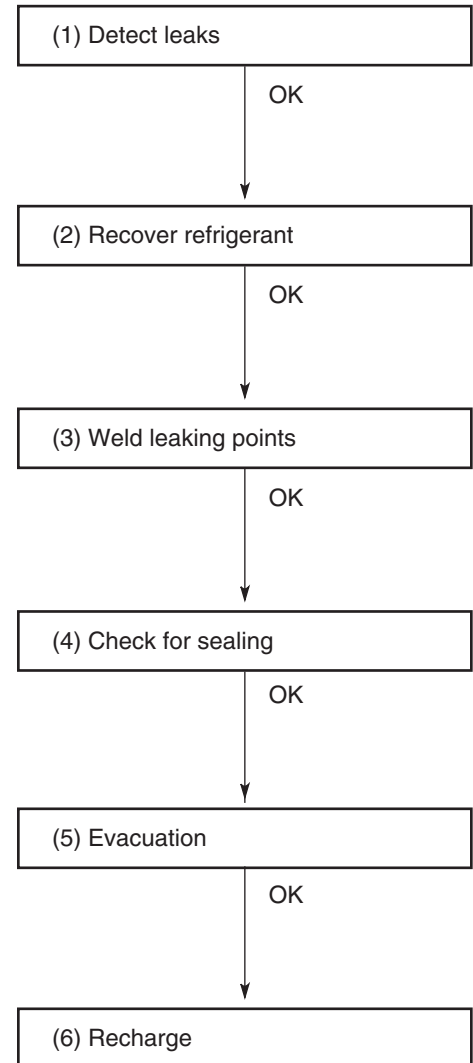 (1) Detect leaks
OK
(2) Recover refrigerant
OK
(3) Weld leaking points
OK
(4) Check for sealing
OK
(5) Evacuation
OK
(6) Recharge